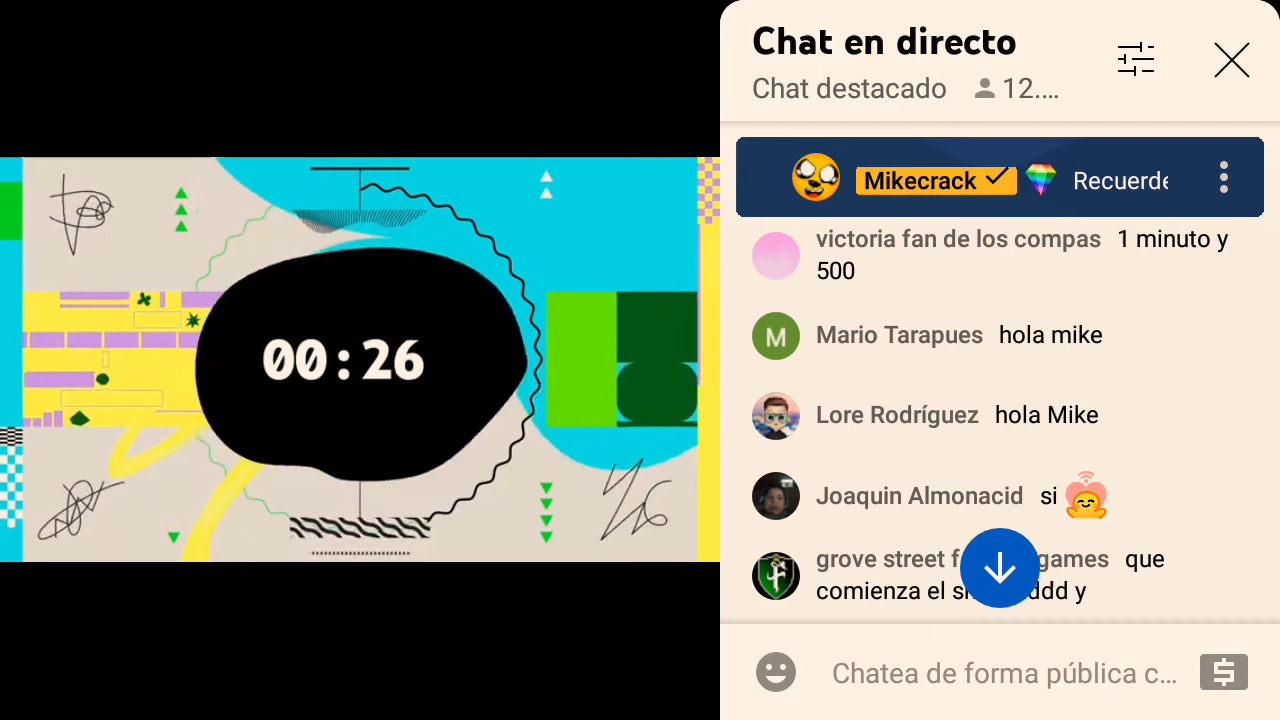 Chat en directo
Chat destacado 12....
Mikecrack Recuerde
victoria fan de los compas 1 minuto y
500
M Mario Tarapues hola mike
Lore Rodríguez hola Mike
Joaquin Almonacid si
grove street games que
comienza el ddd y
Chatea de forma pública c...
00:26